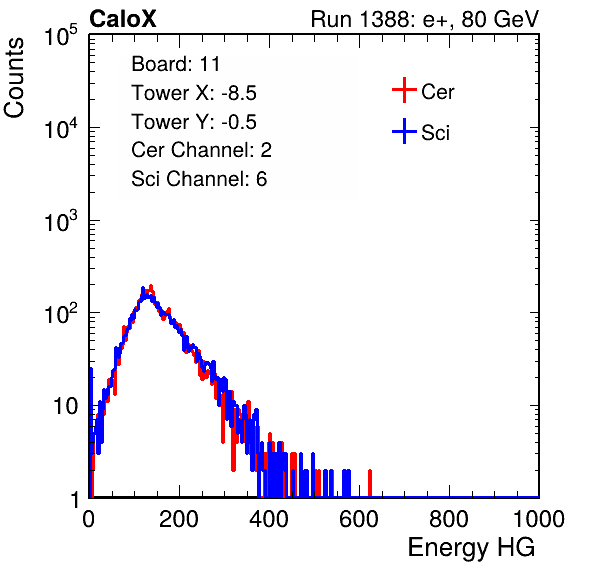 CaloX Run 1388: e+, 80 GeV
Counts
10^5
10^4
10^3
10^2
10
1
Board: 11
Tower X: -8.5
Tower Y: -0.5
Cer Channel: 2
Sci Channel: 6
Cer
Sci
0 200 400 600 800 1000
Energy HG